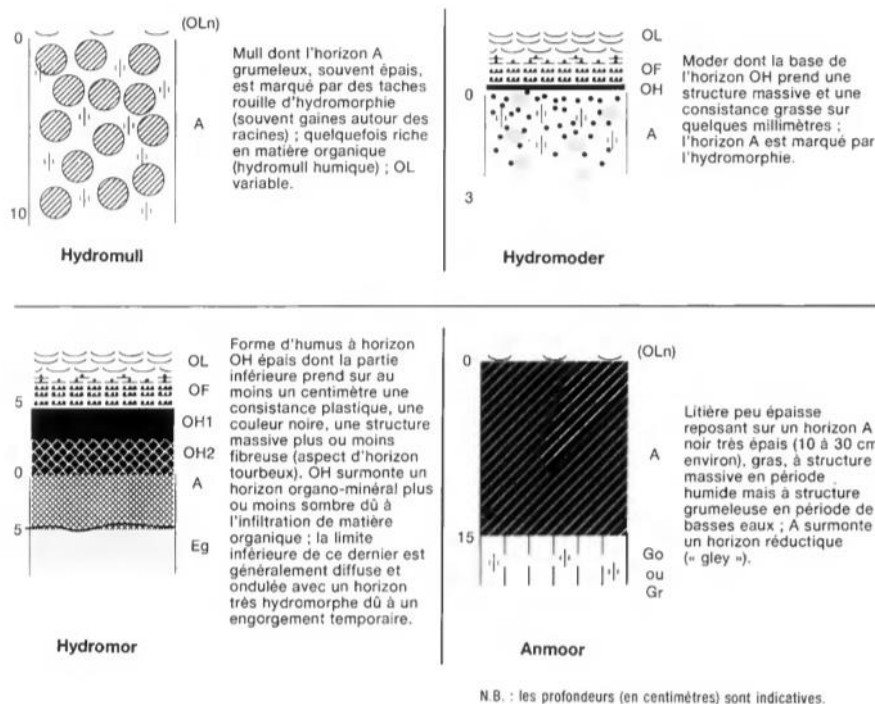 (OLn)
0
A
10
Mull dont l'horizon A
grumeleux, souvent épais,
est marqué par des taches
rouille d'hydromorphie
(souvent gaines autour des
racines) ; quelquefois riche
en matière organique
(hydromull humique) ; OL
variable.
Hydromull
OL
OF
OH
0
A
3
Moder dont la base de
l'horizon OH prend une
structure massive et une
consistance grasse sur
quelques millimètres ;
l'horizon A est marqué par
l'hydromorphie.
Hydromoder
OL
OF
5
OH1
OH2
0
A
5
Eg
Forme d'humus à horizon
OH épais dont la partie
inférieure prend sur au
moins un centimètre une
consistance plastique, une
couleur noire, une structure
massive plus ou moins
fibreuse (aspect d'horizon
tourbeux). OH surmonte un
horizon organo-minéral plus
ou moins sombre dû à
l'infiltration de matière
organique ; la limite
inférieure de ce dernier est
généralement diffuse et
ondulée avec un horizon
très hydromorphe dû à un
engorgement temporaire.
Hydromor
(OLn)
0
A
15
Go
ou
Gr
Litière peu épaisse
reposant sur un horizon A
noir très épais (10 à 30 cm
environ), gras, à structure
massive en période
humide mais à structure
grumeleuse en période de
basses eaux ; A surmonte
un horizon réductique
(« gley »).
Anmoor
N.B. : les profondeurs (en centimètres) sont indicatives.